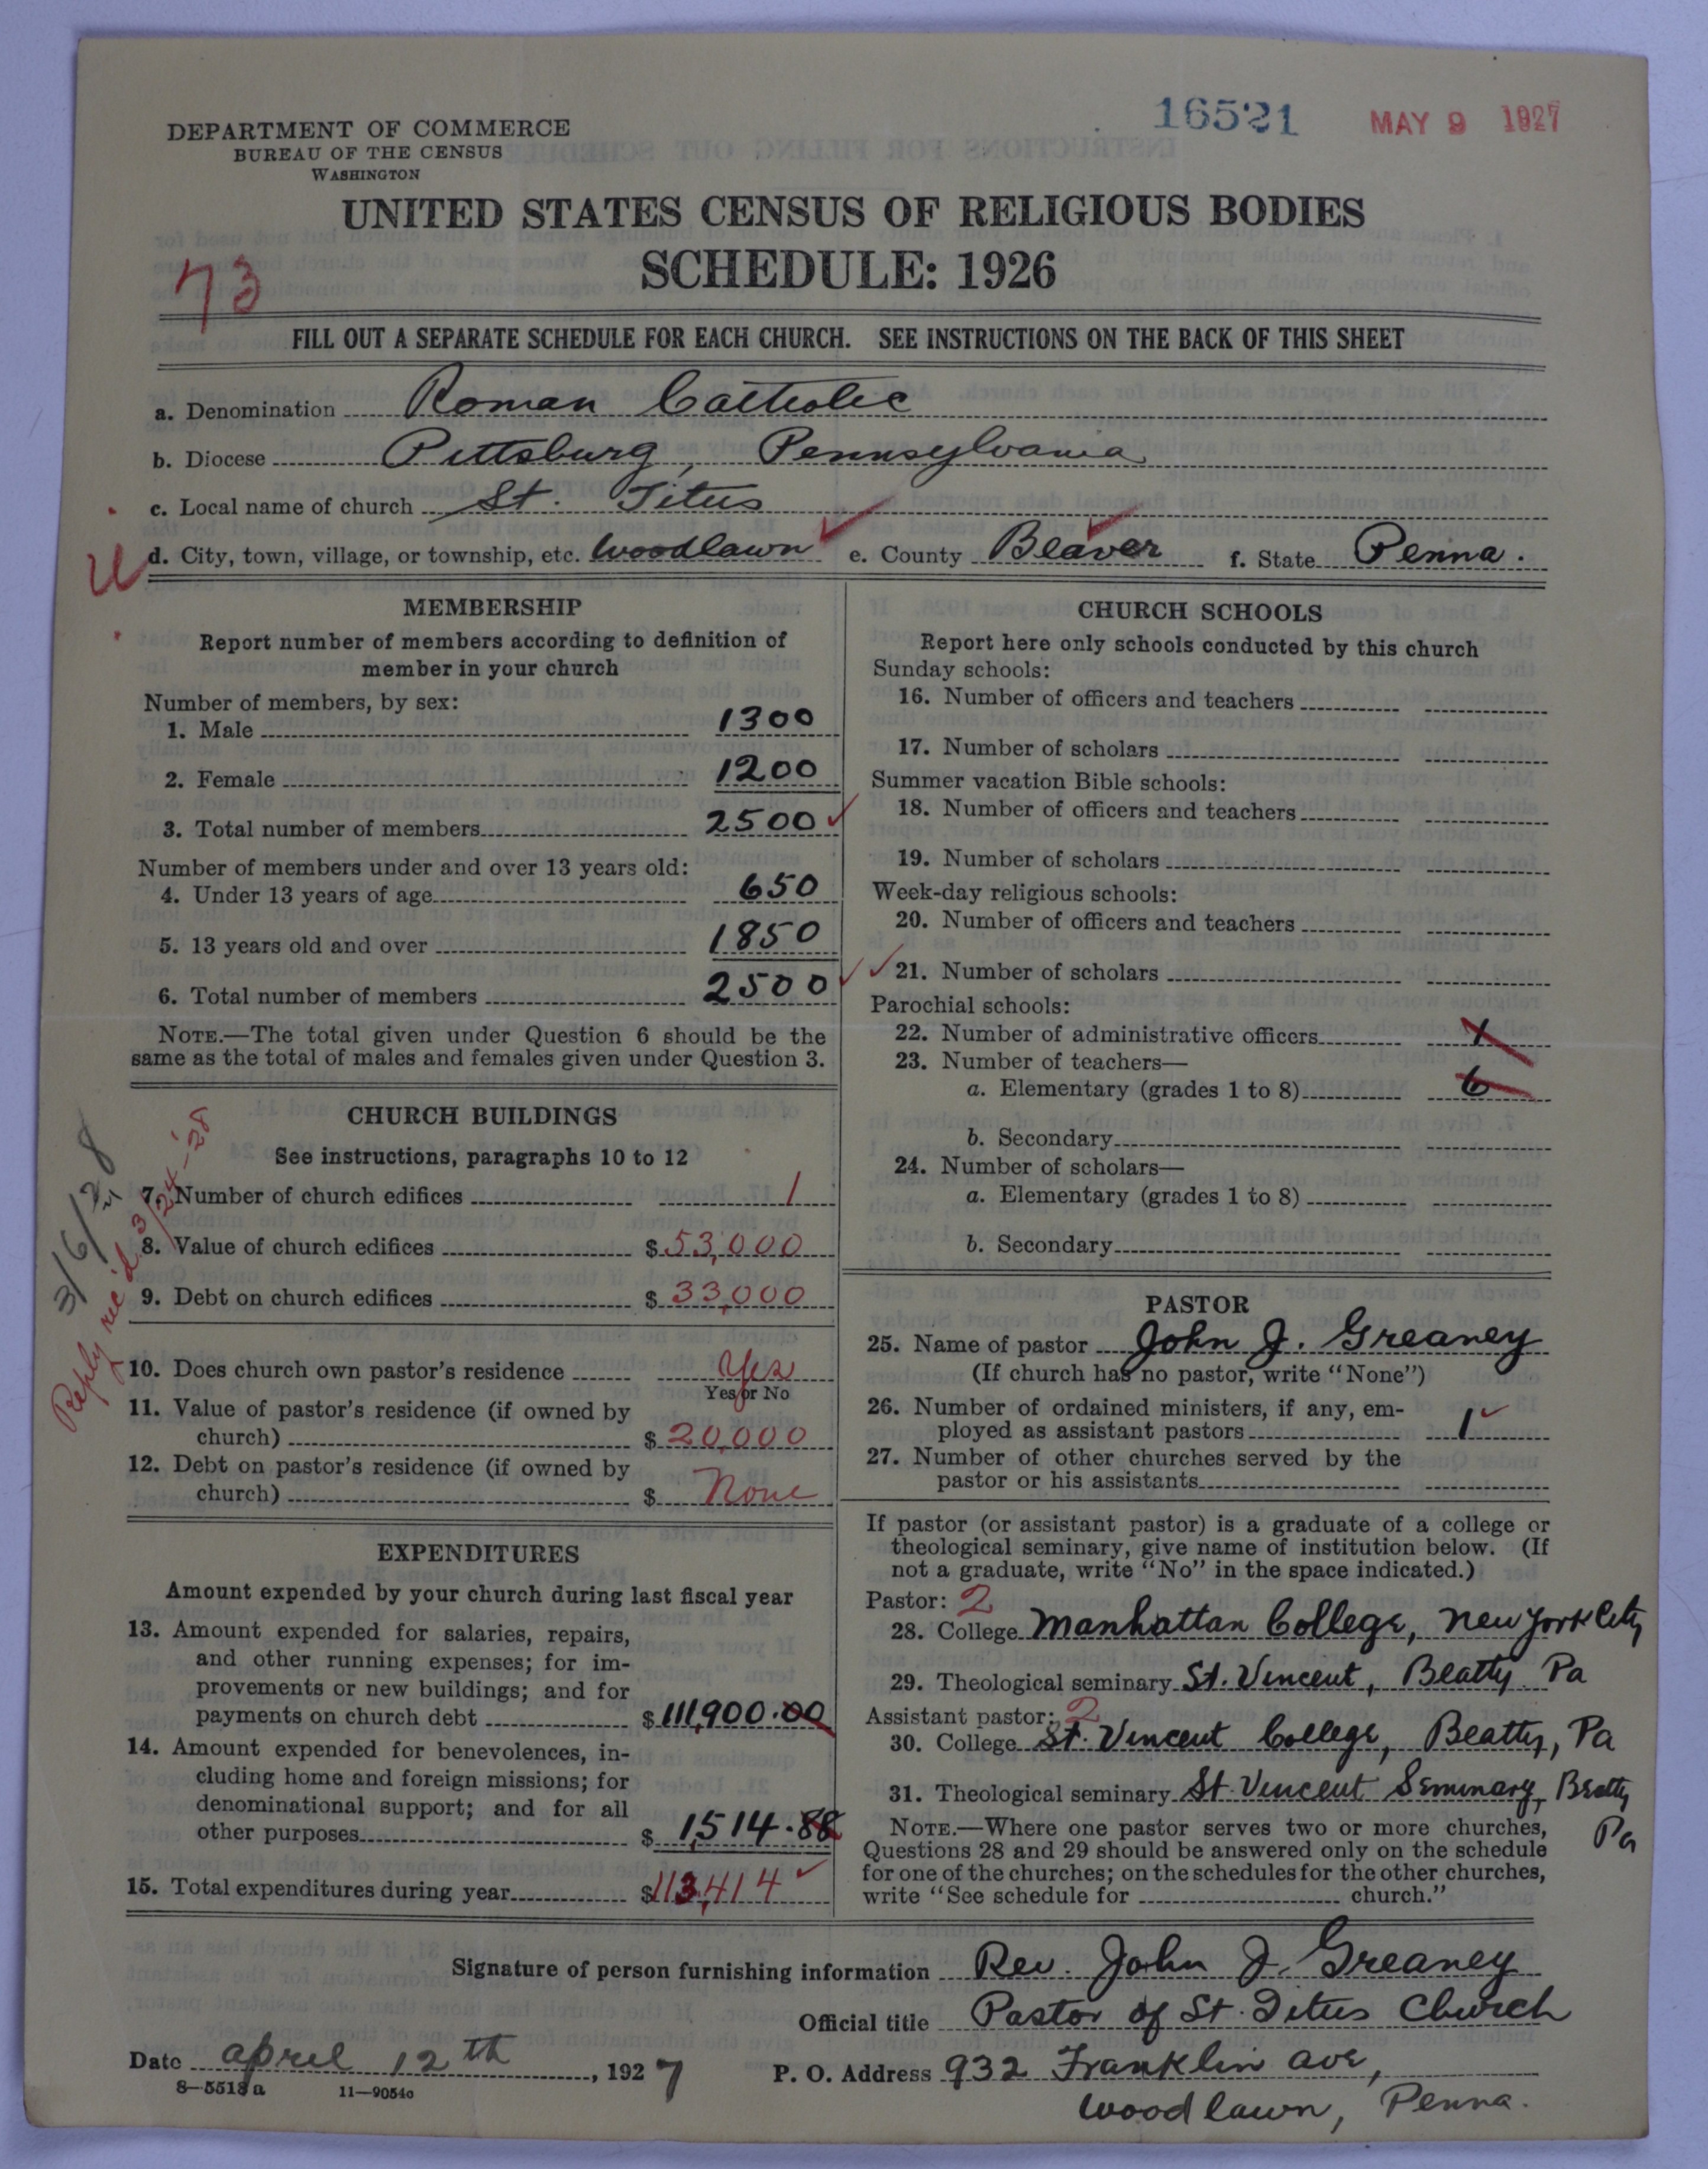 16521 MAY 9 1927
DEPARTMENT OF COMMERCE
BUREAU OF THE CENSUS
WASHINGTON
UNITED STATES CENSUS OF RELIGIOUS BODIES
SCHEDULE: 1926
73
FILL OUT A SEPARATE SCHEDULE FOR EACH CHURCH. SEE INSTRUCTIONS ON THE BACK OF THIS SHEET
a. Denomination Roman Catholic
b. Diocese Pittsburg, Pennsylvania
c. Local name of church St. Titus
d. City, town, village, or township, etc. Woodlawn e. County Beaver f. State Penna.
MEMBERSHIP
Report number of members according to definition of
member in your church
Number of members, by sex:
1. Male 1300
2. Female 1200
3. Total number of members 2500
Number of members under and over 13 years old:
4. Under 13 years of age 650
5. 13 years old and over 1850
6. Total number of members 2500
NOTE.—The total given under Question 6 should be the
same as the total of males and females given under Question 3.
CHURCH BUILDINGS
See instructions, paragraphs 10 to 12
7. Number of church edifices 1
8. Value of church edifices $53,000
9. Debt on church edifices $33,000
3/6/28
Reply rec'd 3/24-'28
10. Does church own pastor's residence Yes
Yes or No
11. Value of pastor's residence (if owned by
church) $20,000
12. Debt on pastor's residence (if owned by
church) $ None
EXPENDITURES
Amount expended by your church during last fiscal year
13. Amount expended for salaries, repairs,
and other running expenses; for im-
provements or new buildings; and for
payments on church debt $111,900.00
14. Amount expended for benevolences, in-
cluding home and foreign missions; for
denominational support; and for all
other purposes $1,514.88
15. Total expenditures during year $113,414
CHURCH SCHOOLS
Report here only schools conducted by this church
Sunday schools:
16. Number of officers and teachers
17. Number of scholars
Summer vacation Bible schools:
18. Number of officers and teachers
19. Number of scholars
Week-day religious schools:
20. Number of officers and teachers
21. Number of scholars
Parochial schools:
22. Number of administrative officers 1
23. Number of teachers—
a. Elementary (grades 1 to 8) 6
b. Secondary
24. Number of scholars—
a. Elementary (grades 1 to 8)
b. Secondary
PASTOR
25. Name of pastor John J. Greaney
(If church has no pastor, write "None")
26. Number of ordained ministers, if any, em-
ployed as assistant pastors 1
27. Number of other churches served by the
pastor or his assistants
If pastor (or assistant pastor) is a graduate of a college or
theological seminary, give name of institution below. (If
not a graduate, write "No" in the space indicated.)
Pastor: 2
28. College Manhattan College, New York City
29. Theological seminary St. Vincent, Beatty Pa
Assistant pastor: 2
30. College St. Vincent College, Beatty, Pa
31. Theological seminary St. Vincent Seminary, Beatty
Pa
NOTE.—Where one pastor serves two or more churches,
Questions 28 and 29 should be answered only on the schedule
for one of the churches; on the schedules for the other churches,
write "See schedule for church."
Signature of person furnishing information Rev. John J. Greaney
Official title Pastor of St. Titus Church
Date April 12th, 1927 P. O. Address 932 Franklin Ave,
Woodlawn, Penna.
8—5518a 11—9054c